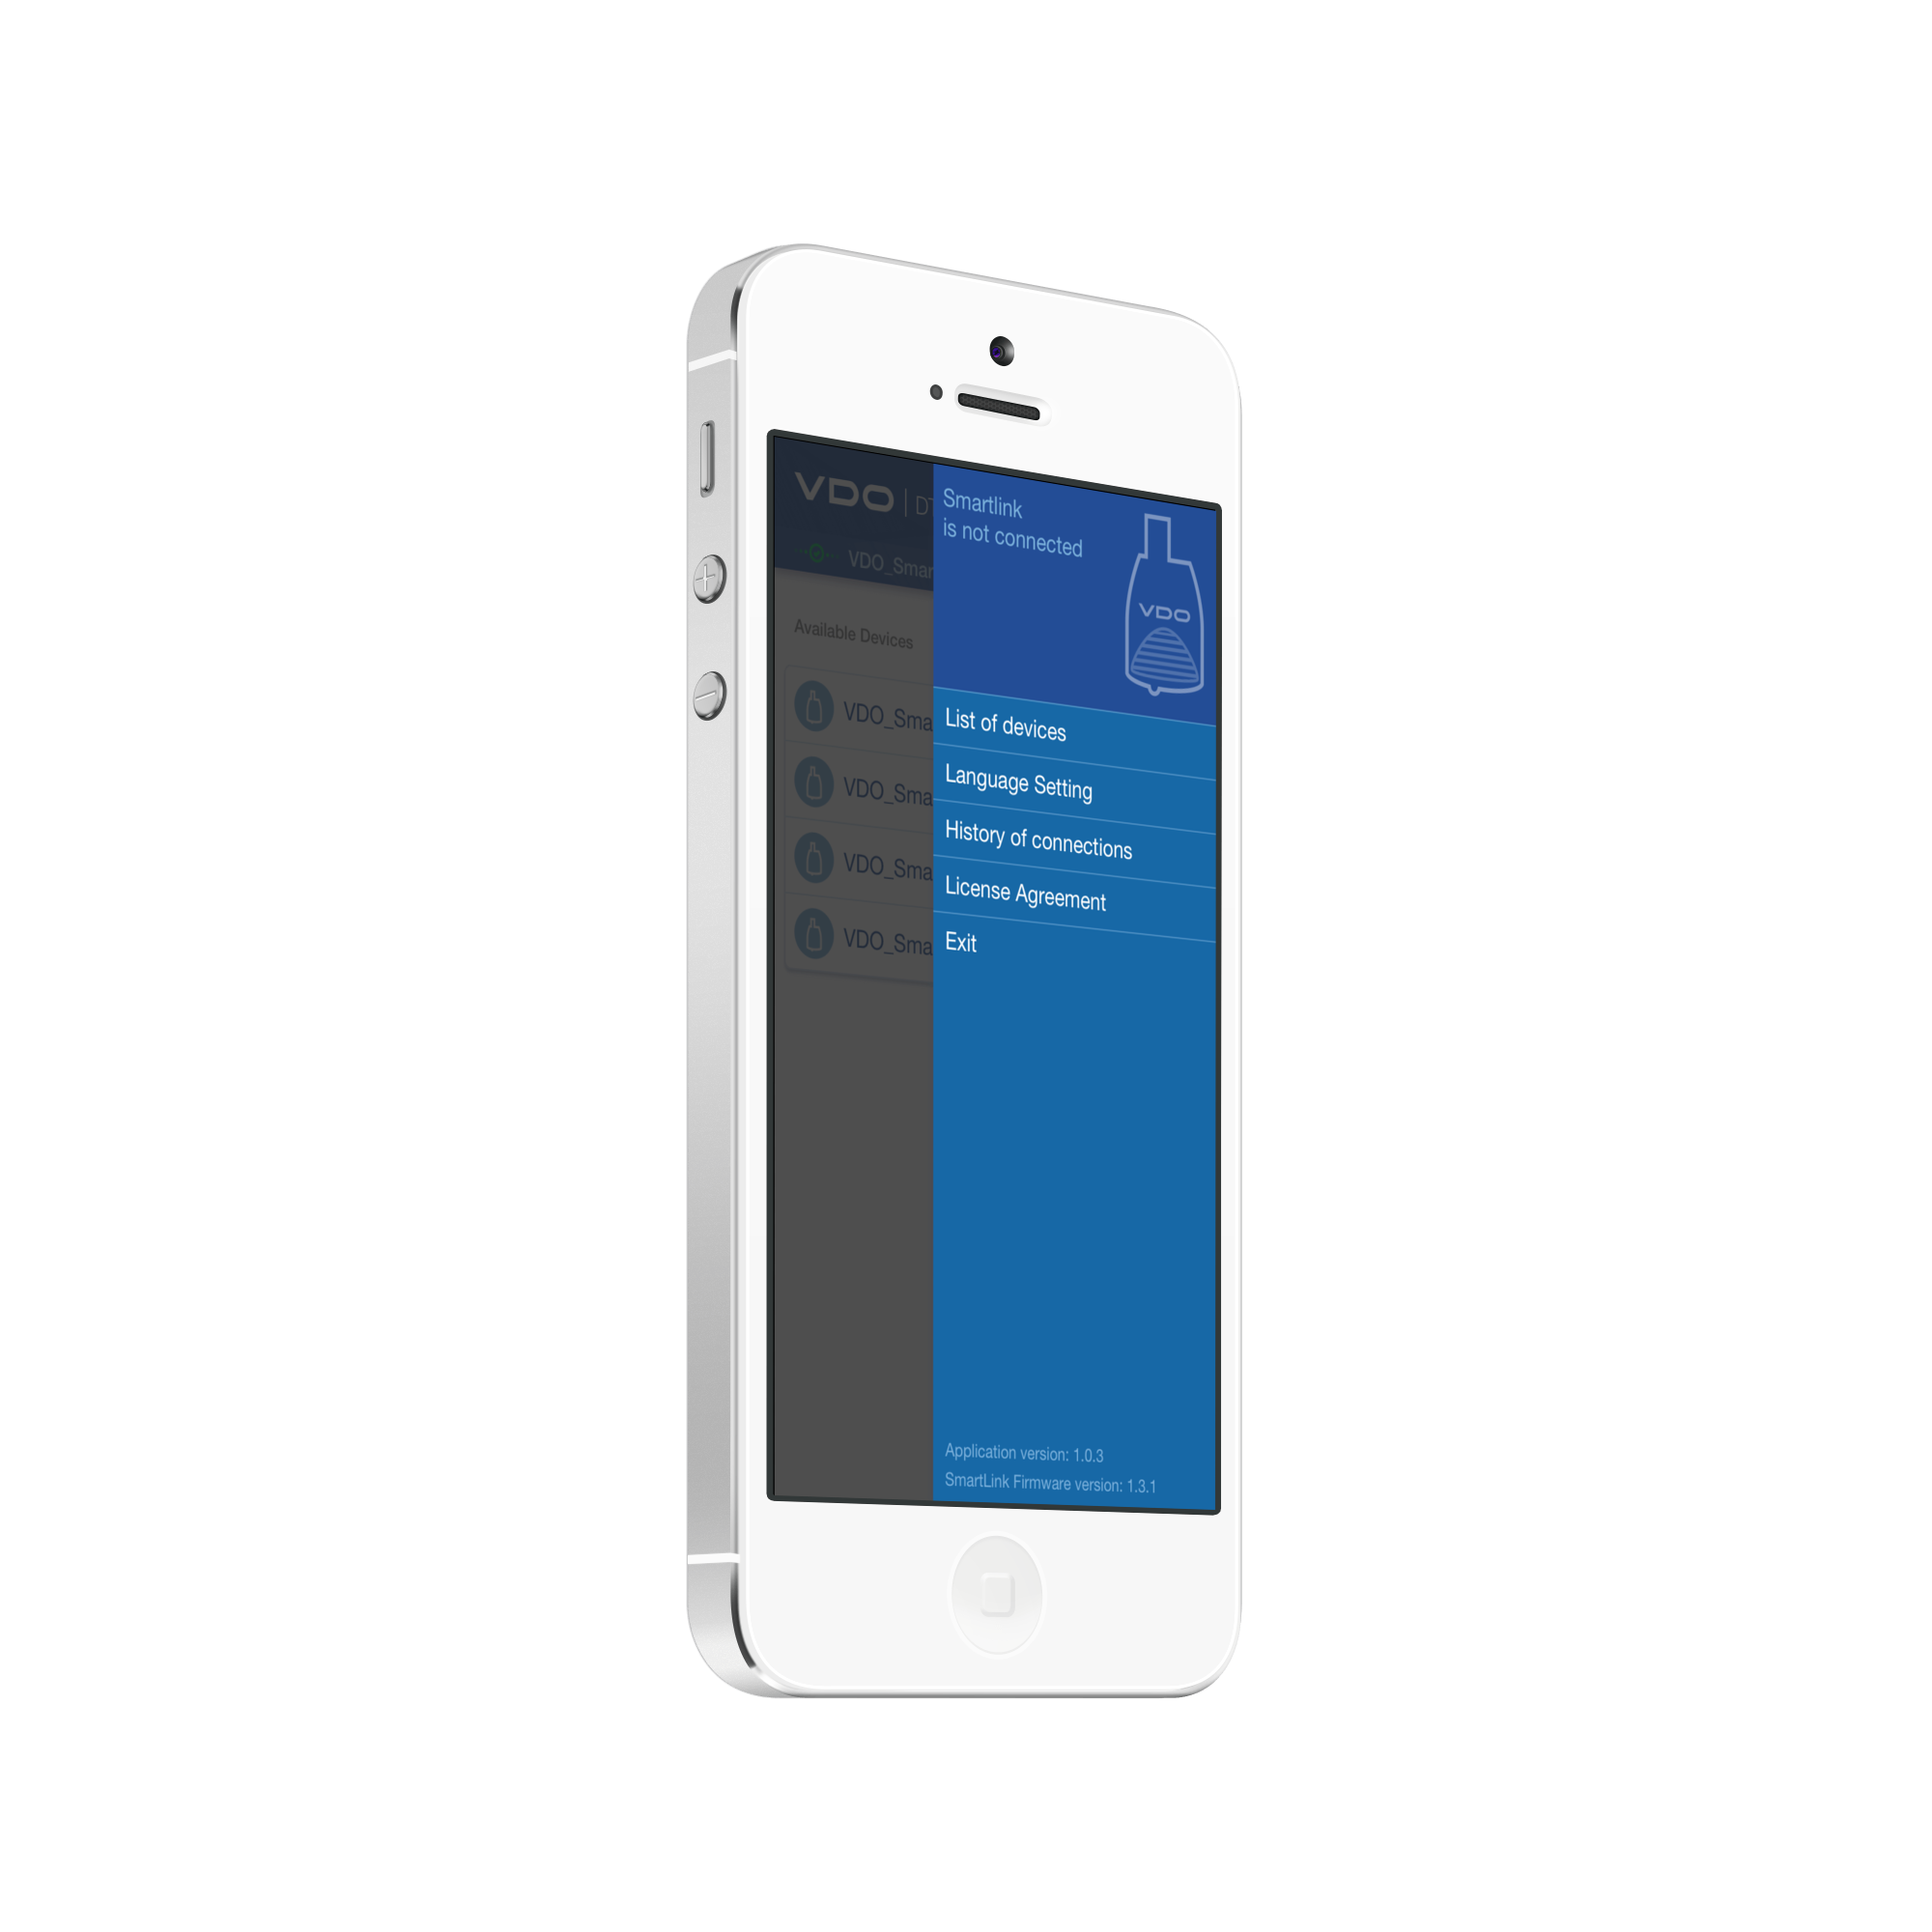 VDO | DT
VDO_Smar
Available Devices
VDO_Sma
VDO_Sma
VDO_Sma
VDO_Sma
Smartlink
is not connected
VDO
List of devices
Language Setting
History of connections
License Agreement
Exit
Application version: 1.0.3
SmartLink Firmware version: 1.3.1